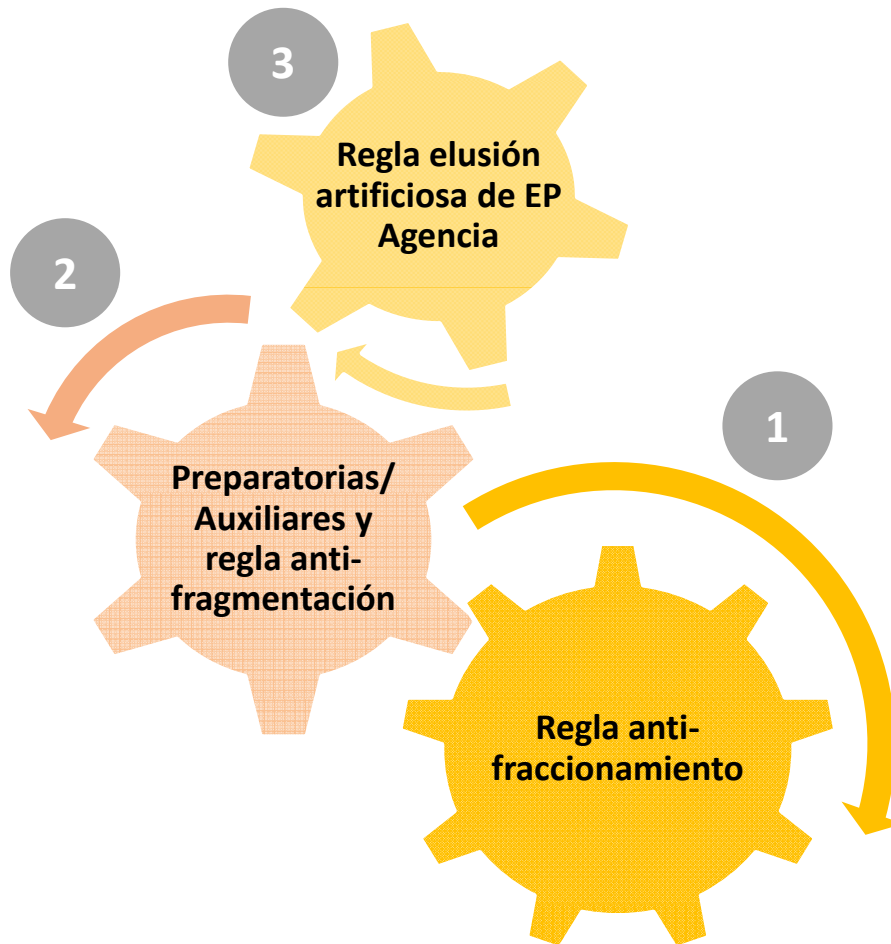 3
Regla elusión
artificiosa de EP
Agencia
2
Preparatorias/
Auxiliares y
regla anti-
fragmentación
1
Regla anti-
fraccionamiento